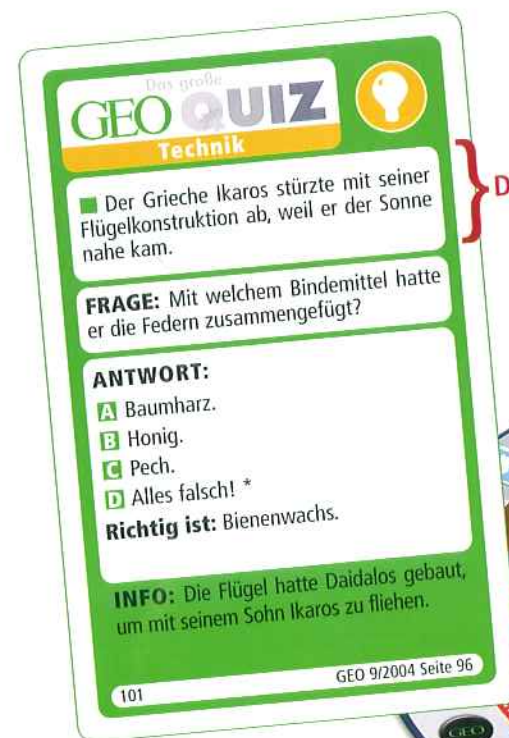 Das große
GEO QUIZ
Technik
Der Grieche Ikaros stürzte mit seiner
Flügelkonstruktion ab, weil er der Sonne
nahe kam.
D
FRAGE: Mit welchem Bindemittel hatte
er die Federn zusammengefügt?
ANTWORT:
A Baumharz.
B Honig.
C Pech.
D Alles falsch! *
Richtig ist: Bienenwachs.
INFO: Die Flügel hatte Daidalos gebaut,
um mit seinem Sohn Ikaros zu fliehen.
101 GEO 9/2004 Seite 96
GEO